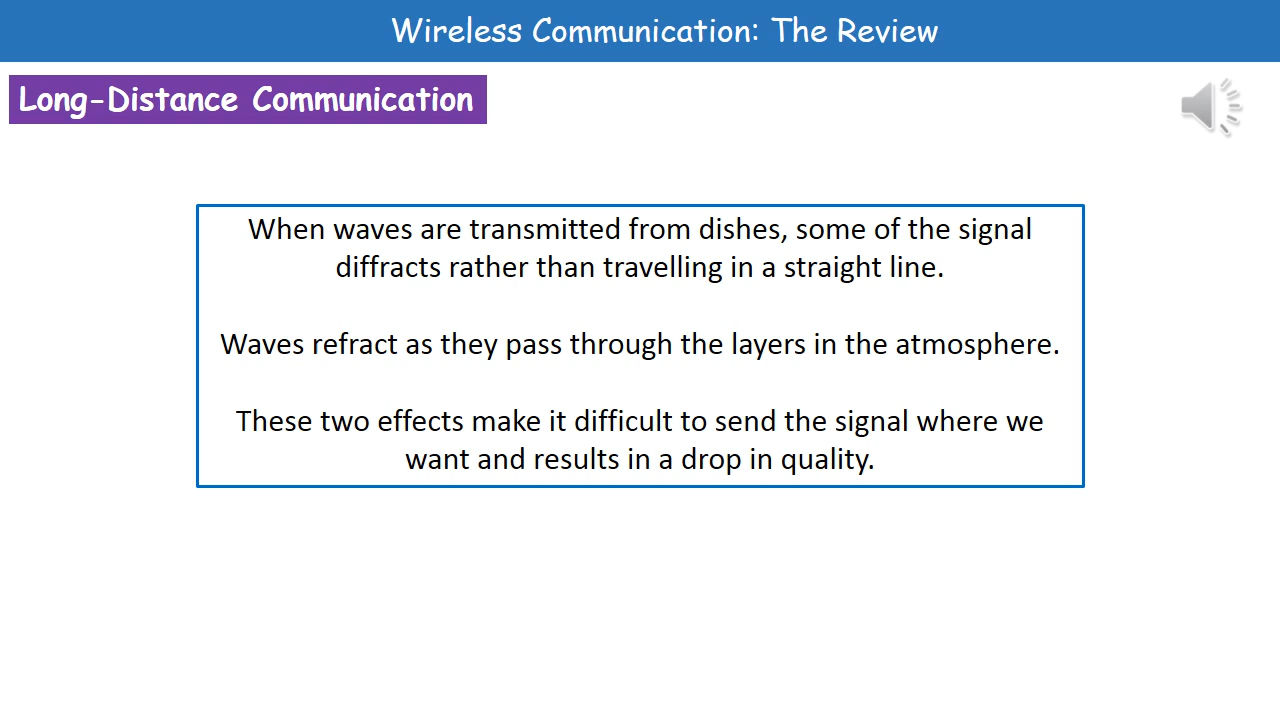 Wireless Communication: The Review
Long-Distance Communication
When waves are transmitted from dishes, some of the signal
diffracts rather than travelling in a straight line.
Waves refract as they pass through the layers in the atmosphere.
These two effects make it difficult to send the signal where we
want and results in a drop in quality.